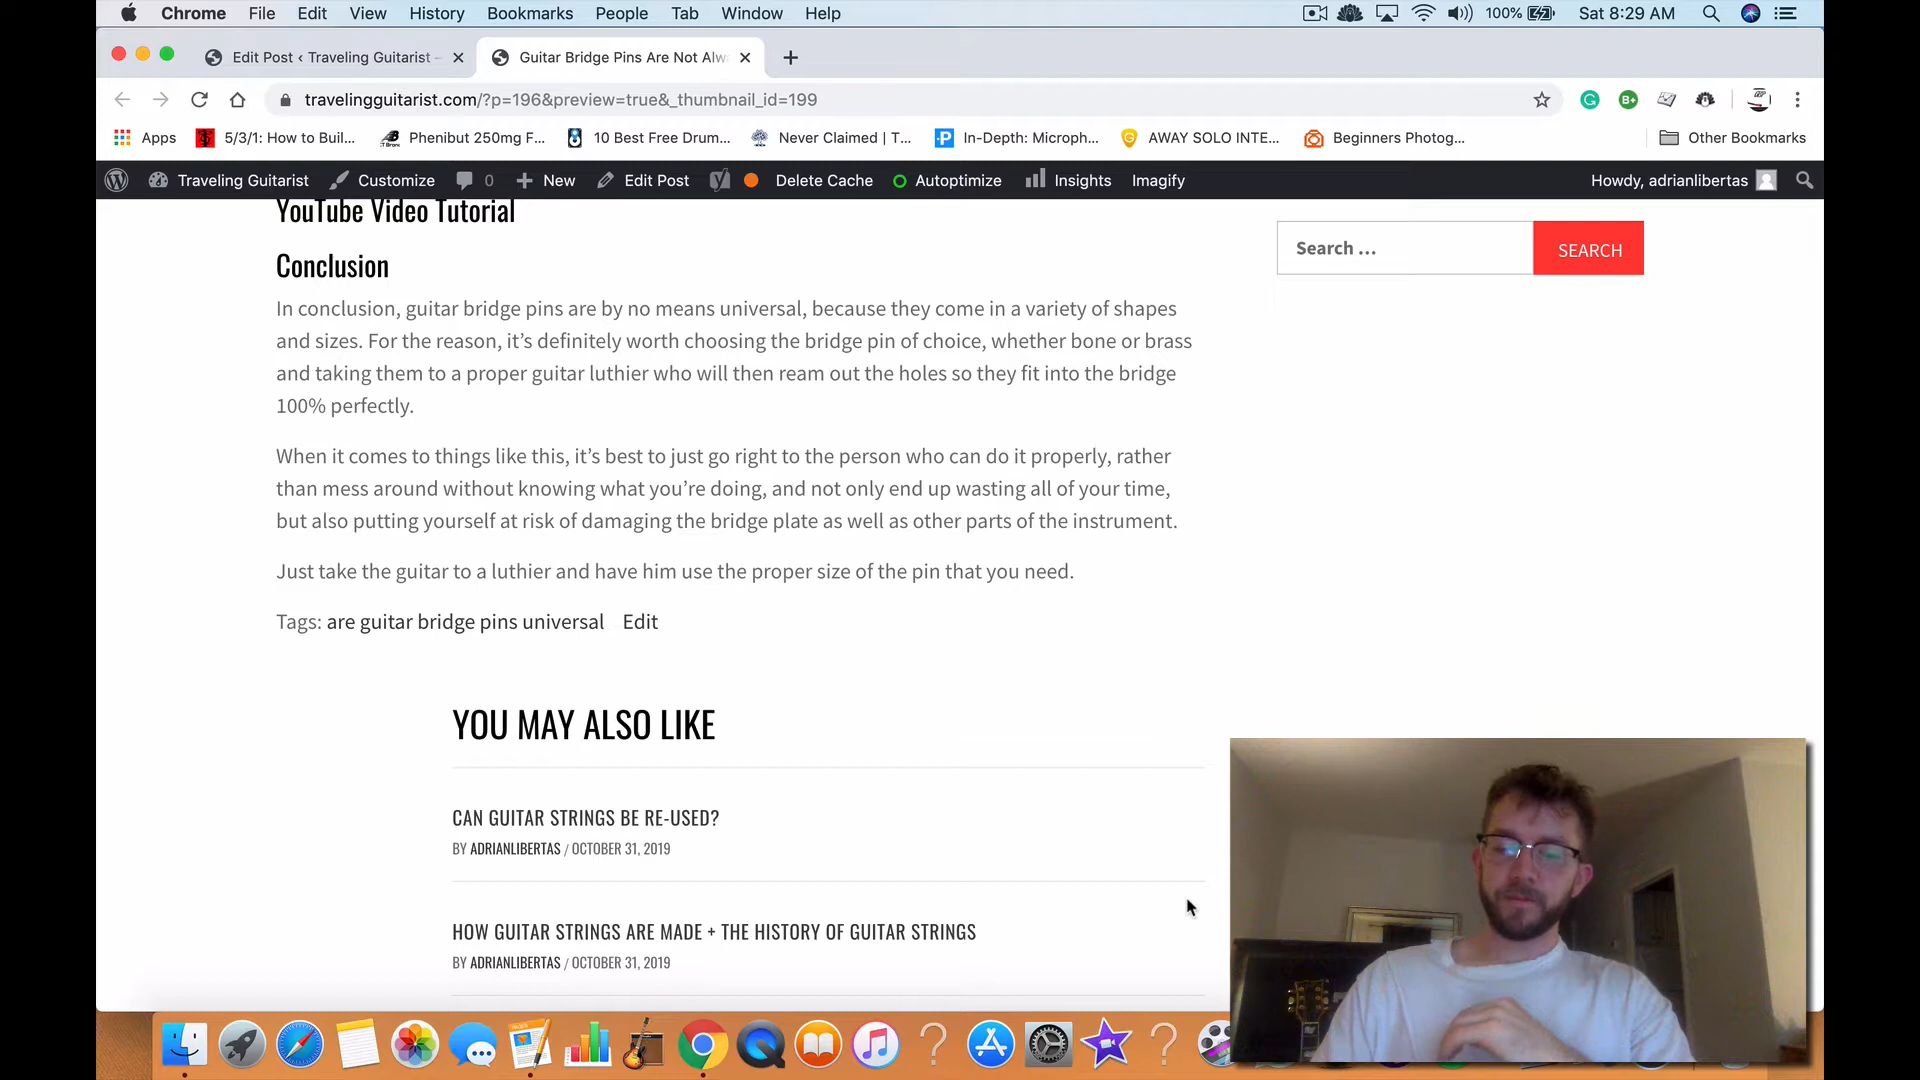 Chrome File Edit View History Bookmarks People Tab Window Help 100% Sat 8:29 AM
Edit Post ‹ Traveling Guitarist - Guitar Bridge Pins Are Not Alw
travelingguitarist.com/?p=196&preview=true&_thumbnail_id=199
Apps 5/3/1: How to Buil... Phenibut 250mg F... 10 Best Free Drum... Never Claimed | T... In-Depth: Microph... AWAY SOLO INTE... Beginners Photog... Other Bookmarks
Traveling Guitarist Customize 0 New Edit Post Delete Cache Autoptimize Insights Imagify Howdy, adrianlibertas
YouTube Video Tutorial
Search ... SEARCH
Conclusion
In conclusion, guitar bridge pins are by no means universal, because they come in a variety of shapes
and sizes. For the reason, it’s definitely worth choosing the bridge pin of choice, whether bone or brass
and taking them to a proper guitar luthier who will then ream out the holes so they fit into the bridge
100% perfectly.
When it comes to things like this, it’s best to just go right to the person who can do it properly, rather
than mess around without knowing what you’re doing, and not only end up wasting all of your time,
but also putting yourself at risk of damaging the bridge plate as well as other parts of the instrument.
Just take the guitar to a luthier and have him use the proper size of the pin that you need.
Tags: are guitar bridge pins universal Edit
YOU MAY ALSO LIKE
CAN GUITAR STRINGS BE RE-USED?
BY ADRIANLIBERTAS / OCTOBER 31, 2019
HOW GUITAR STRINGS ARE MADE + THE HISTORY OF GUITAR STRINGS
BY ADRIANLIBERTAS / OCTOBER 31, 2019